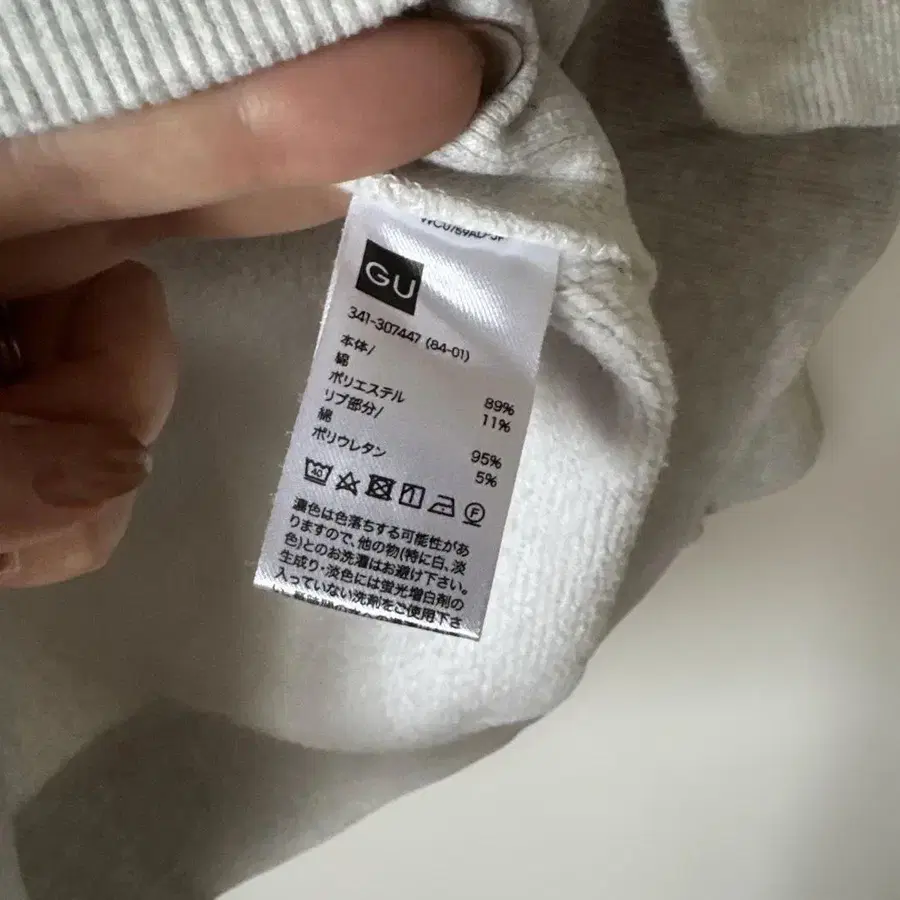 GU
341-307447 (84-01)
本体/
綿 89%
ポリエステル 11%
リブ部分/
綿 95%
ポリウレタン 5%
40
F
濃色は色落ちする可能性があ
りますので、他の物(特に白、淡
色)とのお洗濯はお避け下さい。
生成り・淡色には蛍光増白剤の
入っていない洗剤をご使用下さ